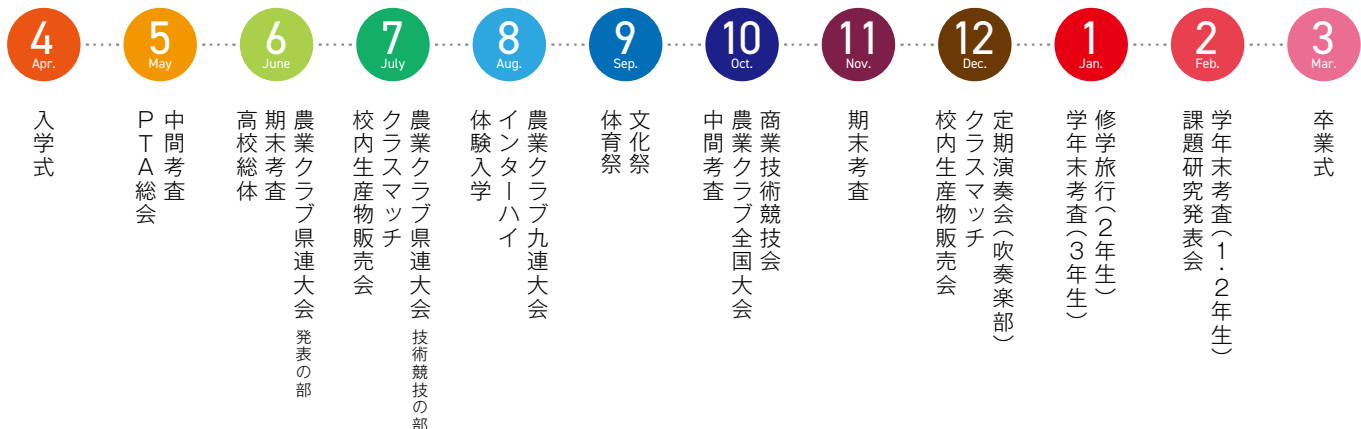 4
Apr.
入学式
5
May
中間考査
PTA総会
6
June
農業クラブ県連大会 発表の部
期末考査
高校総体
7
July
農業クラブ県連大会 技術競技の部
クラスマッチ
校内生産物販売会
8
Aug.
農業クラブ九連大会
インターハイ
体験入学
9
Sep.
文化祭
体育祭
10
Oct.
商業技術競技会
農業クラブ全国大会
中間考査
11
Nov.
期末考査
12
Dec.
定期演奏会(吹奏楽部)
クラスマッチ
校内生産物販売会
1
Jan.
修学旅行(2年生)
学年末考査(3年生)
2
Feb.
学年末考査(1・2年生)
課題研究発表会
3
Mar.
卒業式